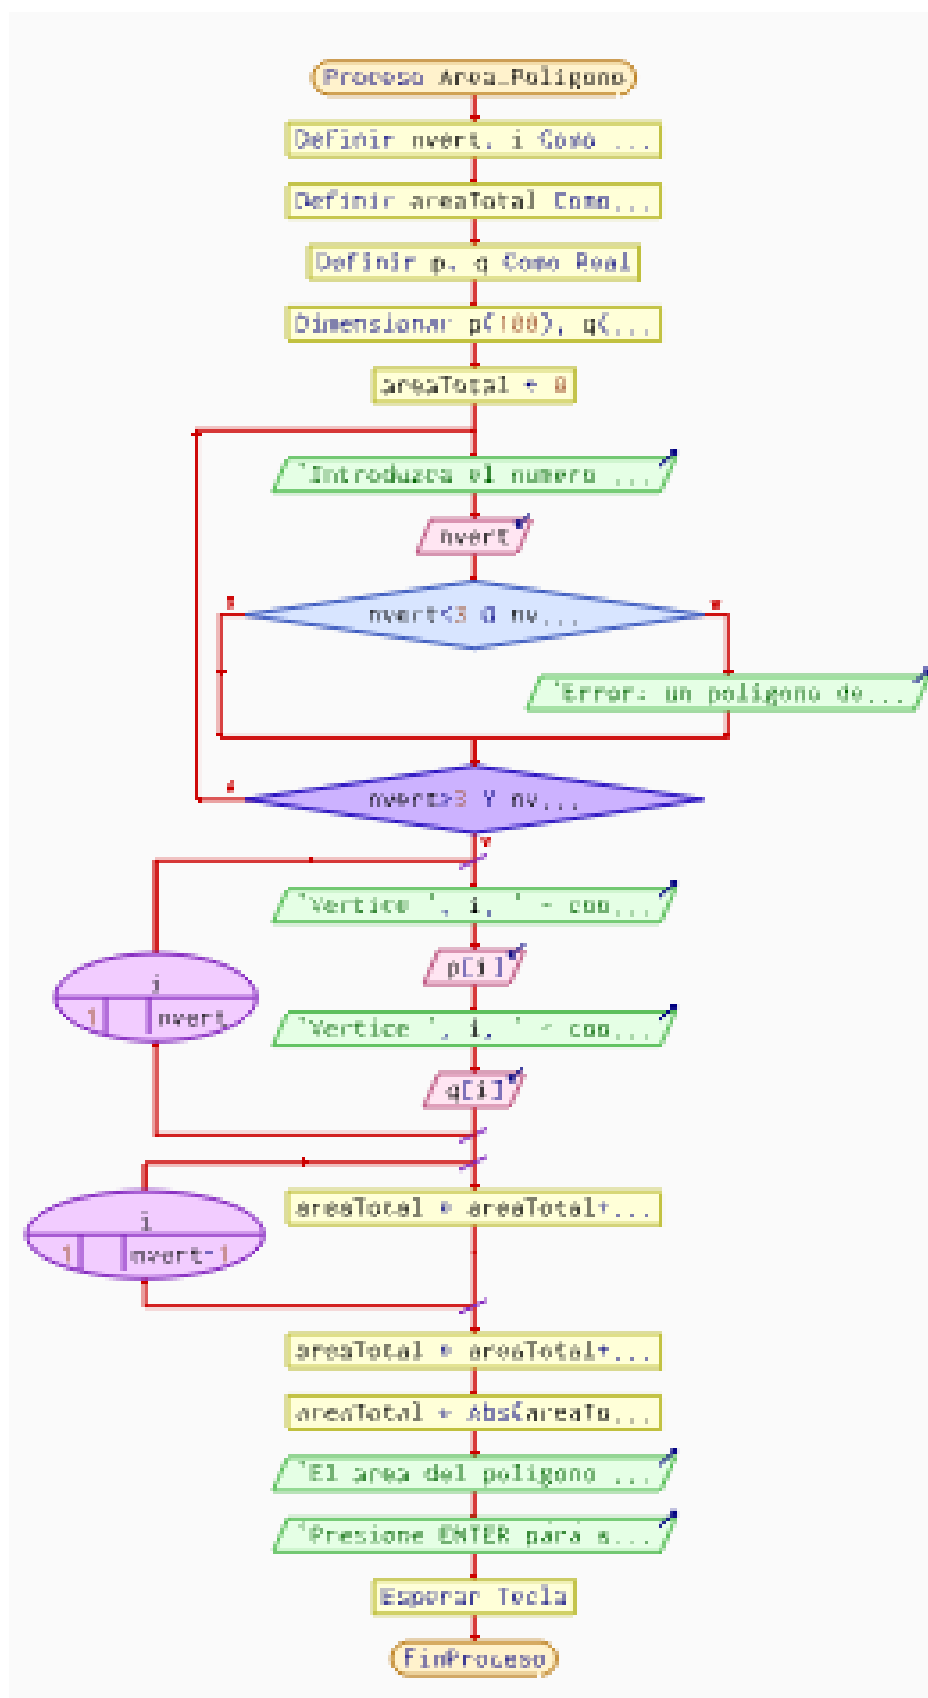 Proceso Area_Poligono
Definir nvert, i Como ...
Definir areaTotal Como...
Definir p, q Como Real
Dimensionar p(100), q(...
areaTotal ← 0
'Introduzca el numero ...
nvert
nvert<3 O nv...
'Error: un poligono de...
nvert>3 Y nv...
'Vertice ', i, ' - coo...
p[i]
i
1 nvert
'Vertice ', i, ' - coo...
q[i]
areaTotal ← areaTotal+...
i
1 nvert-1
areaTotal ← areaTotal+...
areaTotal ← Abs(areaTo...
'El area del poligono ...
'Presione ENTER para s...
Esperar Tecla
FinProceso